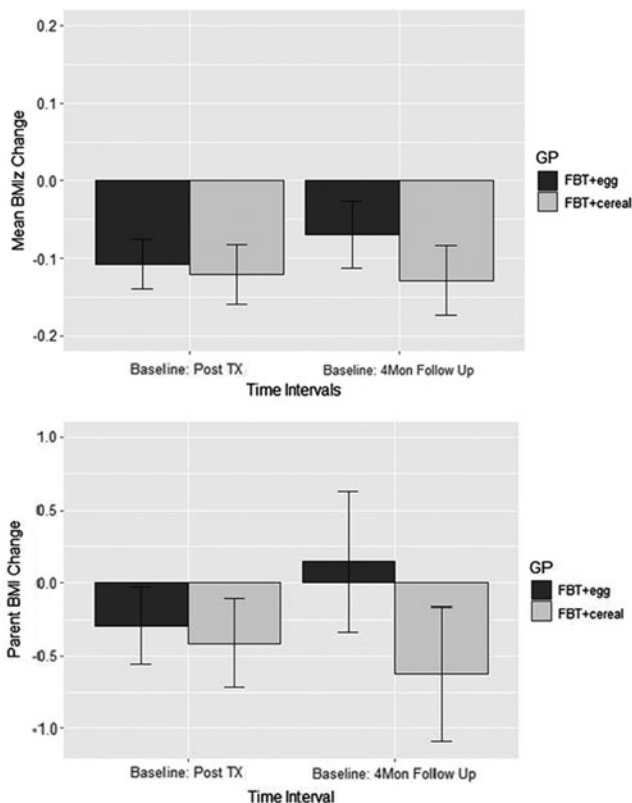 0.2
0.1
0.0
-0.1
-0.2
Mean BMIz Change
Baseline: Post TX
Baseline: 4Mon Follow Up
Time Intervals
GP
FBT+egg
FBT+cereal
1.0
0.5
0.0
-0.5
-1.0
Parent BMI Change
Baseline: Post TX
Baseline: 4Mon Follow Up
Time Interval
GP
FBT+egg
FBT+cereal